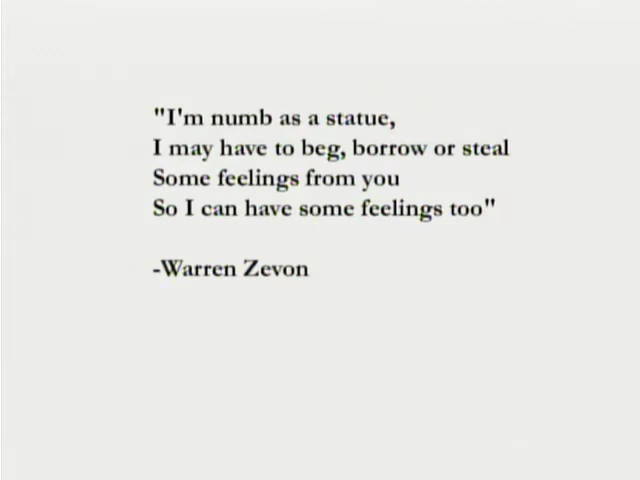 "I'm numb as a statue,
I may have to beg, borrow or steal
Some feelings from you
So I can have some feelings too"
-Warren Zevon